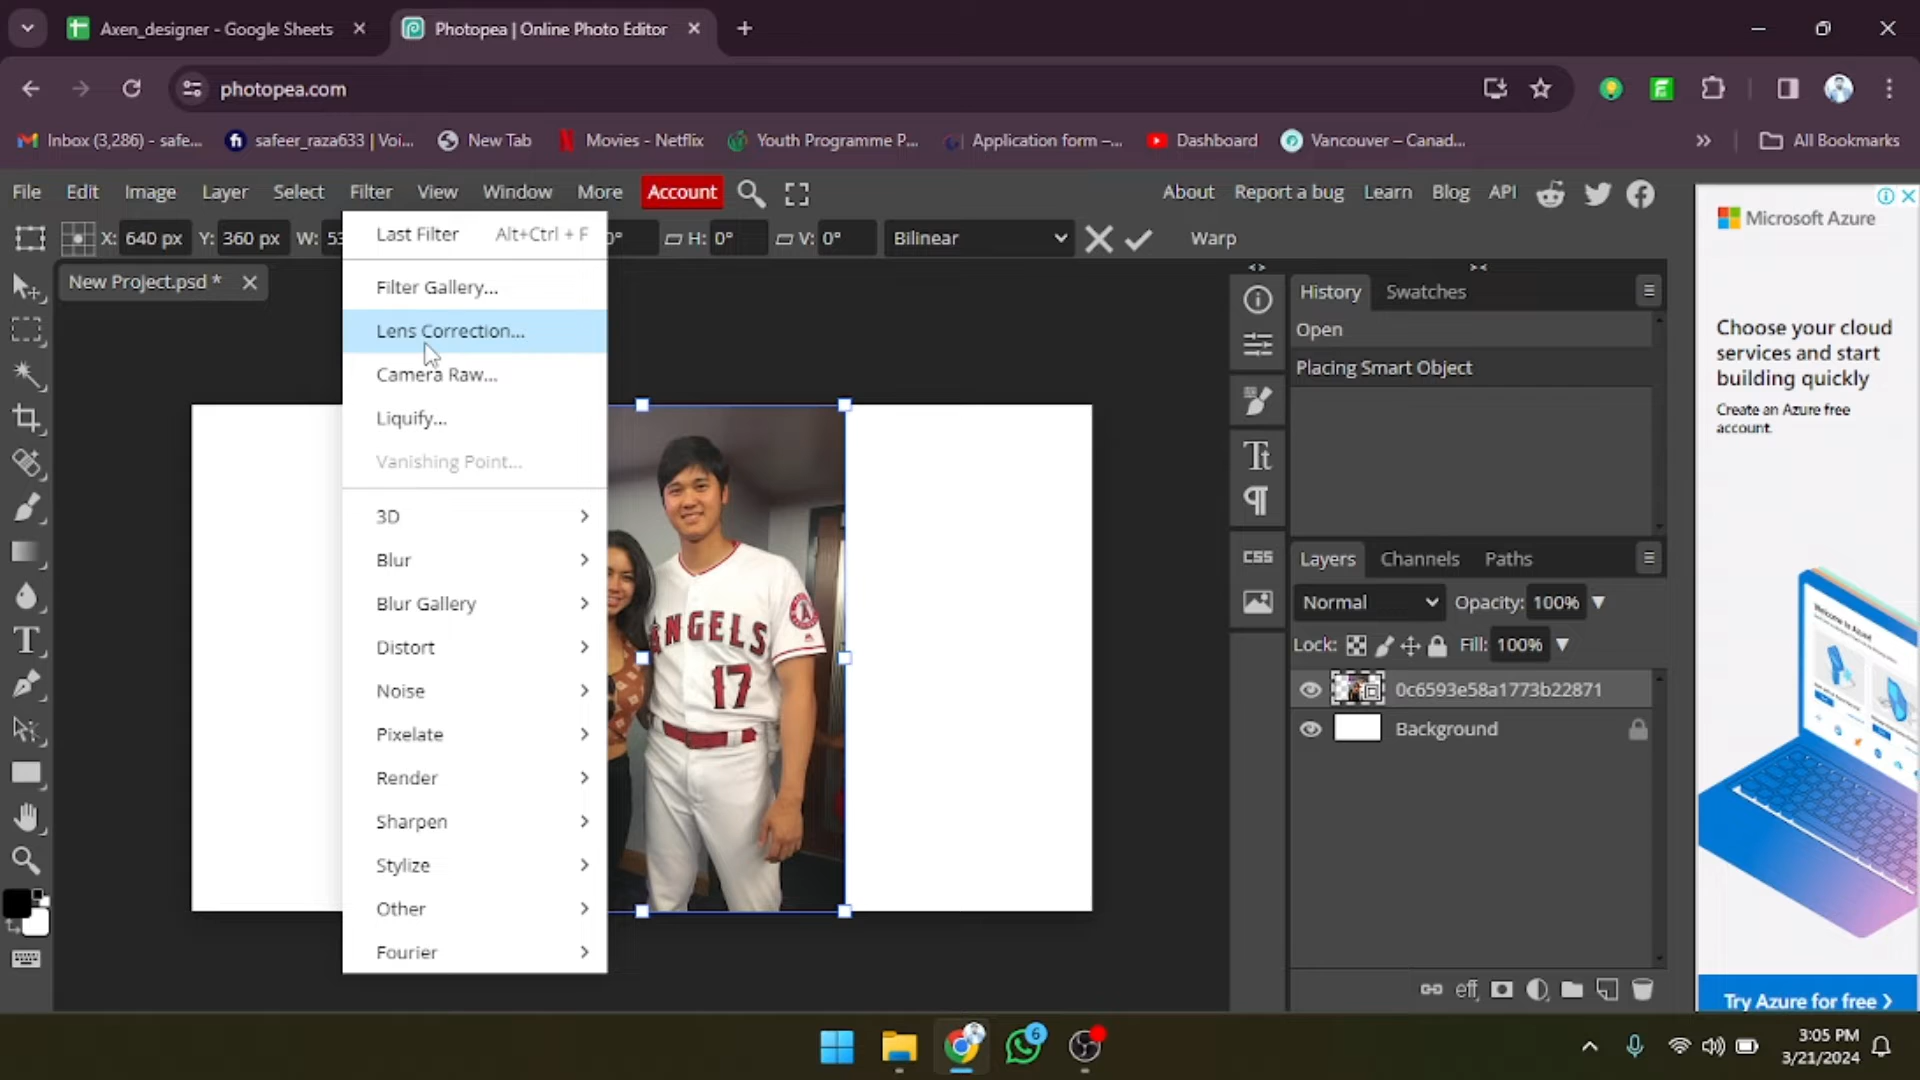 Axen_designer - Google Sheets
Photopea | Online Photo Editor
photopea.com
Inbox (3,286) - safe...
safeer_raza633 | Voi...
New Tab
Movies - Netflix
Youth Programme P...
Application form –...
Dashboard
Vancouver – Canad...
All Bookmarks
File Edit Image Layer Select Filter View Window More Account
About Report a bug Learn Blog API
X: 640 px Y: 360 px W: 53 0° H: 0° V: 0° Bilinear Warp
New Project.psd *
Last Filter Alt+Ctrl + F
Filter Gallery...
Lens Correction...
Camera Raw...
Liquify...
Vanishing Point...
3D
Blur
Blur Gallery
Distort
Noise
Pixelate
Render
Sharpen
Stylize
Other
Fourier
ANGELS
17
A
History Swatches
Open
Placing Smart Object
CSS
Layers Channels Paths
Normal Opacity: 100%
Lock: Fill: 100%
0c6593e58a1773b22871
Background
eff
Microsoft Azure
Choose your cloud
services and start
building quickly
Create an Azure free
account.
Try Azure for free
6
3:05 PM
3/21/2024